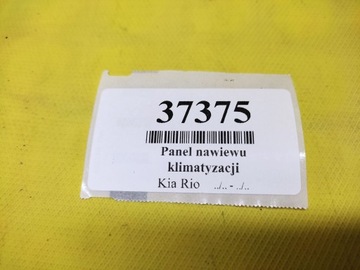 37375
Panel nawiewu
klimatyzacji
Kia Rio ../.. - ../..